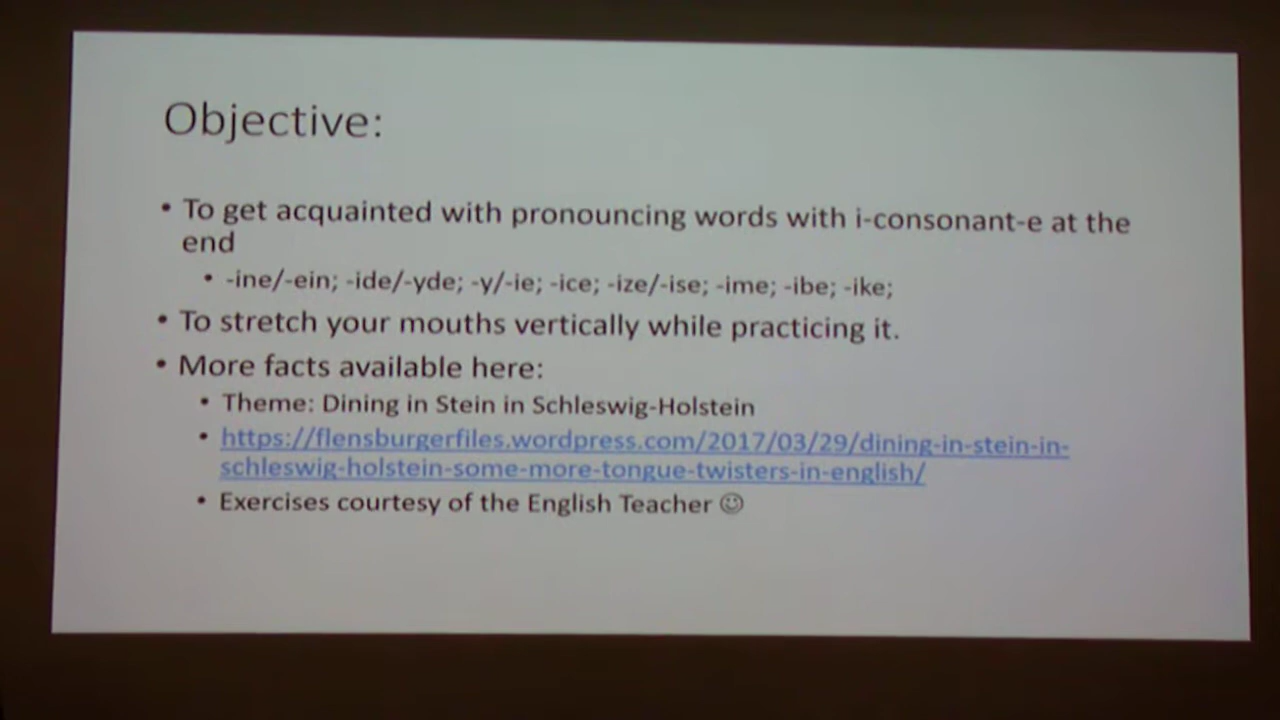 Objective:
• To get acquainted with pronouncing words with i-consonant-e at the
end
• -ine/-ein; -ide/-yde; -y/-ie; -ice; -ize/-ise; -ime; -ibe; -ike;
• To stretch your mouths vertically while practicing it.
• More facts available here:
• Theme: Dining in Stein in Schleswig-Holstein
• https://flensburgerfiles.wordpress.com/2017/03/29/dining-in-stein-in-
schleswig-holstein-some-more-tongue-twisters-in-english/
• Exercises courtesy of the English Teacher ☺